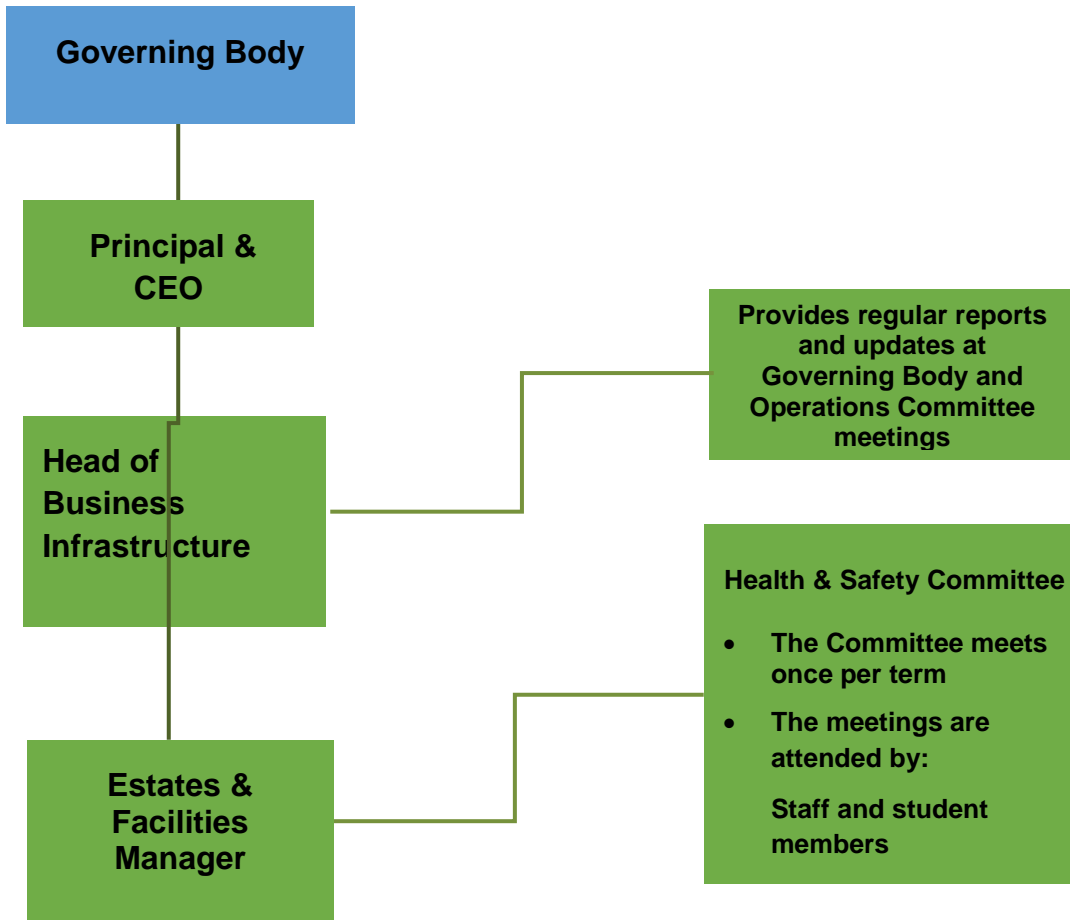 Governing Body
Principal &
CEO
Provides regular reports
and updates at
Governing Body and
Operations Committee
meetings
Head of
Business
Infrastructure
Health & Safety Committee
• The Committee meets
once per term
• The meetings are
attended by:
Staff and student
members
Estates &
Facilities
Manager